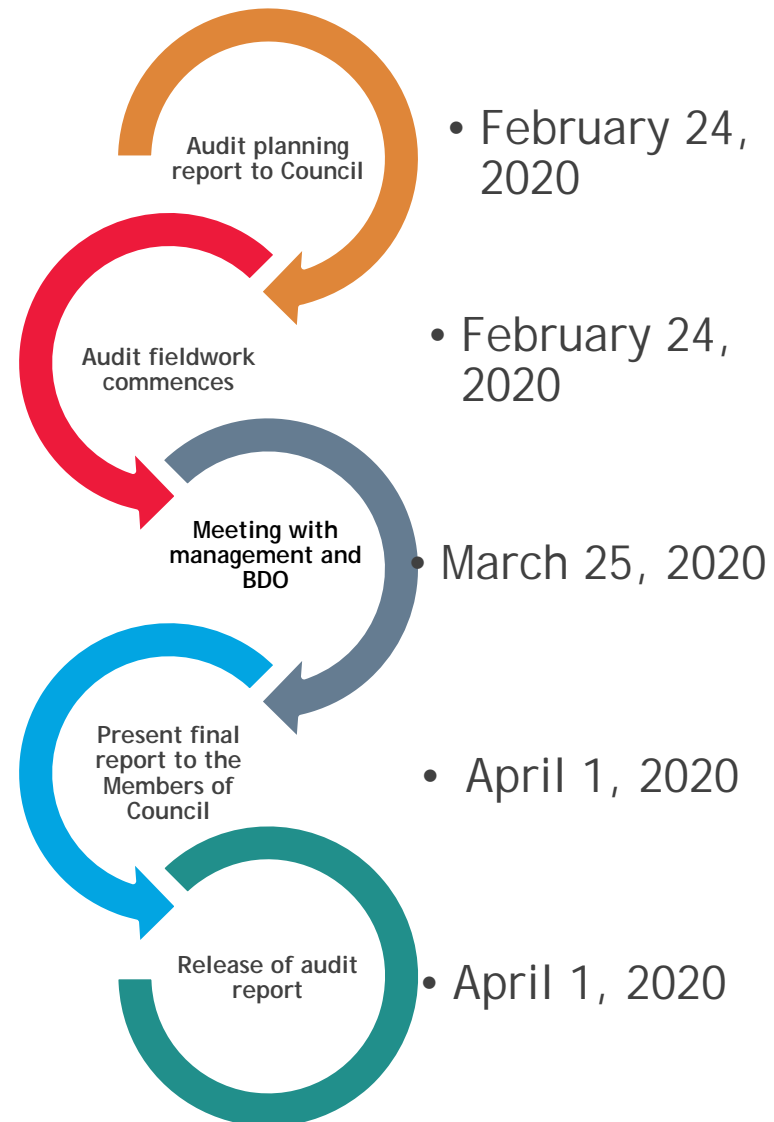 Audit planning
report to Council
• February 24,
2020
Audit fieldwork
commences
• February 24,
2020
Meeting with
management and
BDO
• March 25, 2020
Present final
report to the
Members of
Council
• April 1, 2020
Release of audit
report
• April 1, 2020